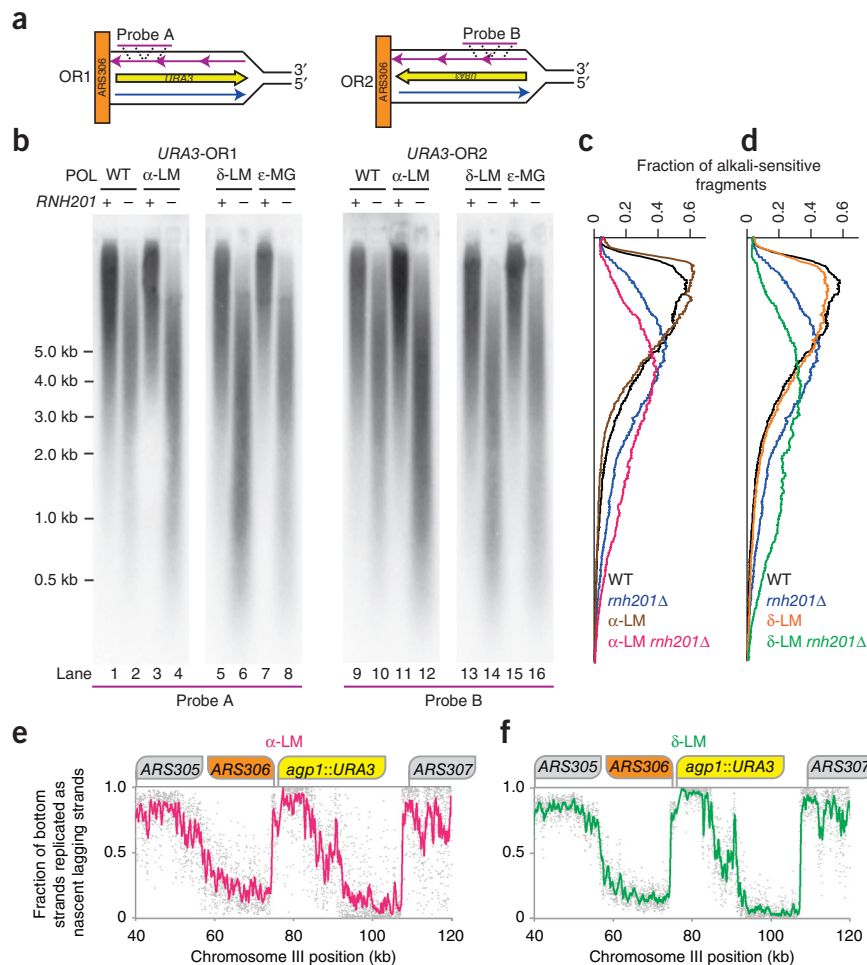 a
Probe A
OR1
ARS306
URA3
3′
5′
Probe B
OR2
ARS306
URA3
3′
5′
b
URA3-OR1
URA3-OR2
POL WT α-LM δ-LM ε-MG WT α-LM δ-LM ε-MG
RNH201 + − + − + − + − + − + − + − + −
5.0 kb
4.0 kb
3.0 kb
2.0 kb
1.0 kb
0.5 kb
Lane 1 2 3 4 5 6 7 8 9 10 11 12 13 14 15 16
Probe A
Probe B
c
d
Fraction of alkali-sensitive
fragments
0 0.2 0.4 0.6
0 0.2 0.4 0.6
WT
rnh201Δ
α-LM
α-LM rnh201Δ
WT
rnh201Δ
δ-LM
δ-LM rnh201Δ
e
α-LM
ARS305 ARS306 agp1::URA3 ARS307
Fraction of bottom
strands replicated as
nascent lagging strands
1.0
0.5
0
40 60 80 100 120
Chromosome III position (kb)
f
δ-LM
ARS305 ARS306 agp1::URA3 ARS307
1.0
0.5
0
40 60 80 100 120
Chromosome III position (kb)